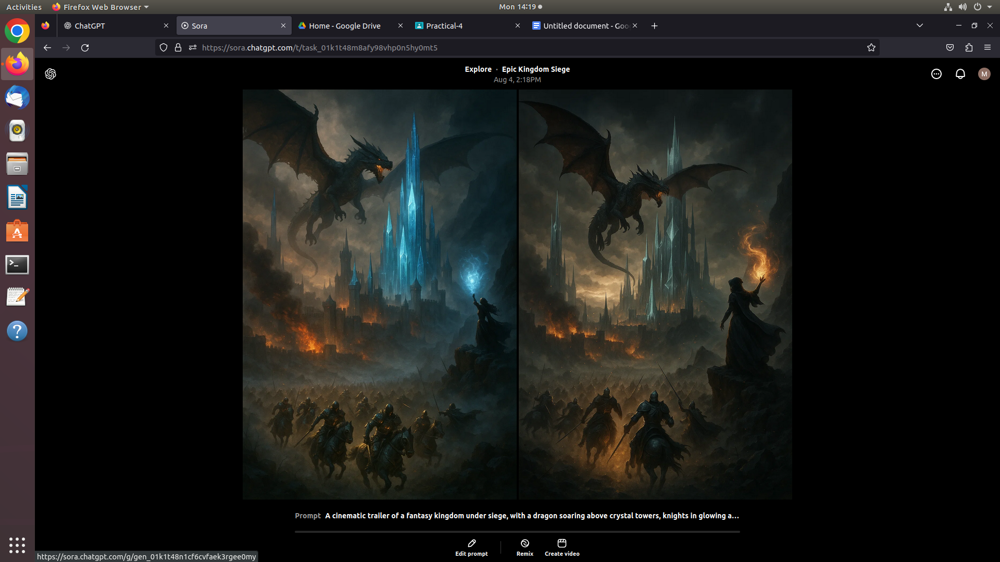 Activities Firefox Web Browser Mon 14:19
ChatGPT Sora Home - Google Drive Practical-4 Untitled document - Goo
https://sora.chatgpt.com/t/task_01k1t48m8afy98vhp0n5hy0mt5
Explore · Epic Kingdom Siege
Aug 4, 2:18PM
M
Prompt A cinematic trailer of a fantasy kingdom under siege, with a dragon soaring above crystal towers, knights in glowing a...
Edit prompt Remix Create video
https://sora.chatgpt.com/g/gen_01k1t48n1cf6cvfaek3rgee0my